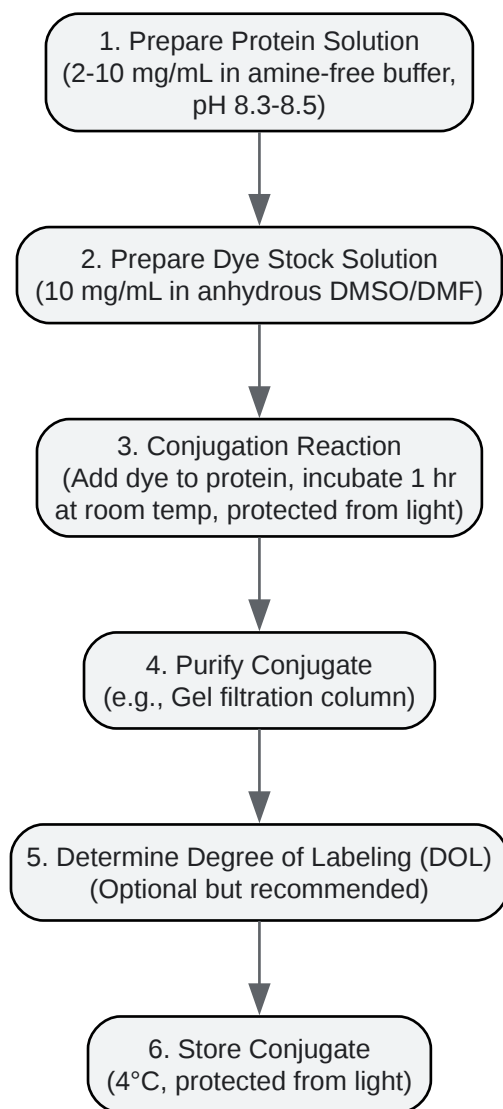 1. Prepare Protein Solution
(2-10 mg/mL in amine-free buffer,
pH 8.3-8.5)
2. Prepare Dye Stock Solution
(10 mg/mL in anhydrous DMSO/DMF)
3. Conjugation Reaction
(Add dye to protein, incubate 1 hr
at room temp, protected from light)
4. Purify Conjugate
(e.g., Gel filtration column)
5. Determine Degree of Labeling (DOL)
(Optional but recommended)
6. Store Conjugate
(4°C, protected from light)